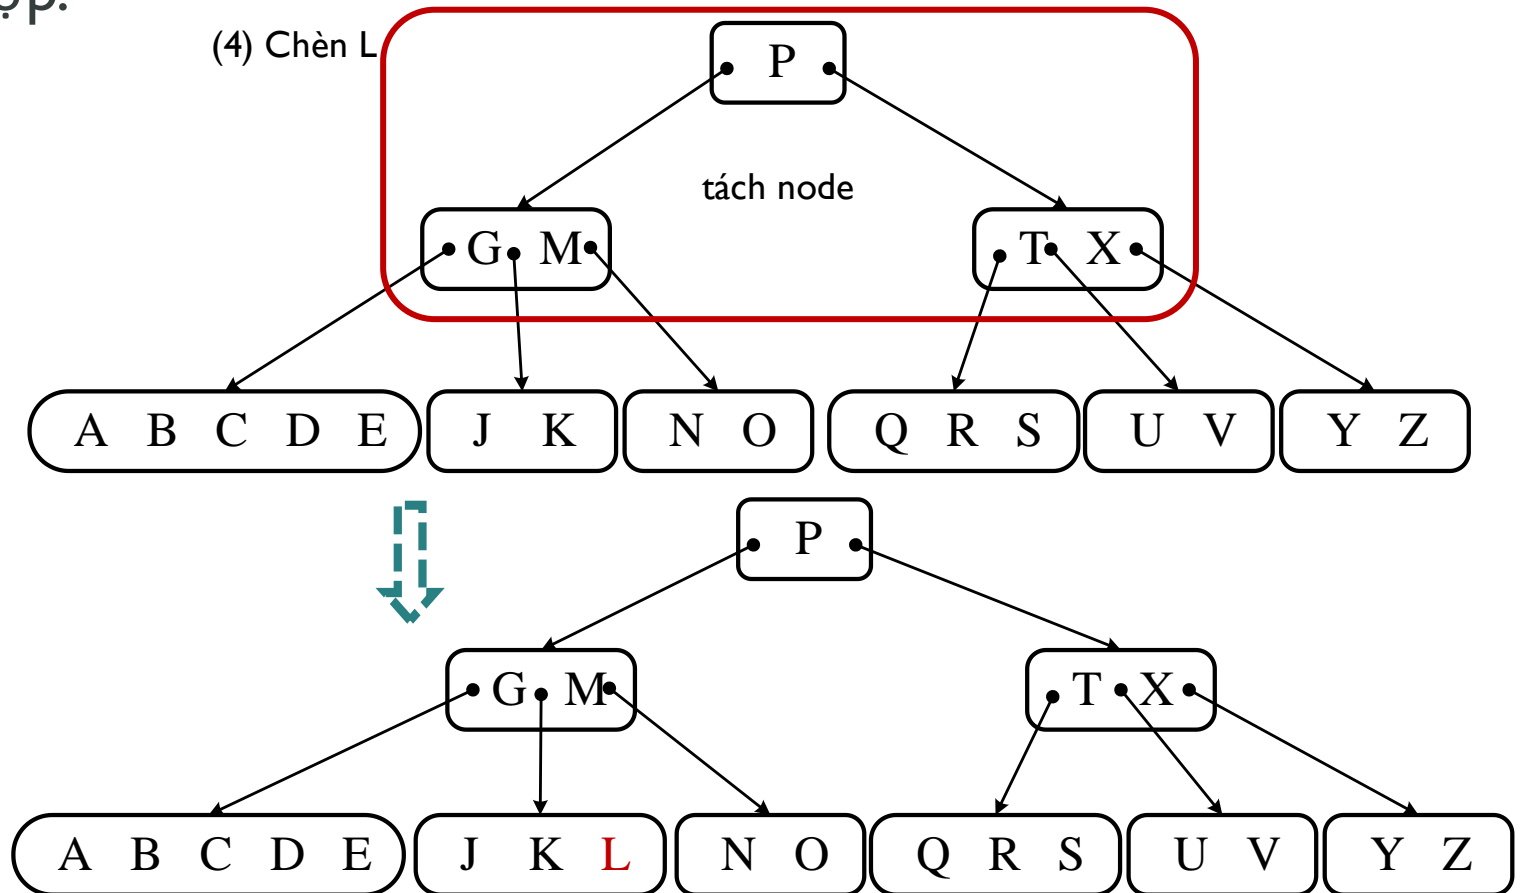 (4) Chèn L
P
tách node
G M
T X
A B C D E
J K
N O
Q R S
U V
Y Z
P
G M
T X
A B C D E
J K L
N O
Q R S
U V
Y Z